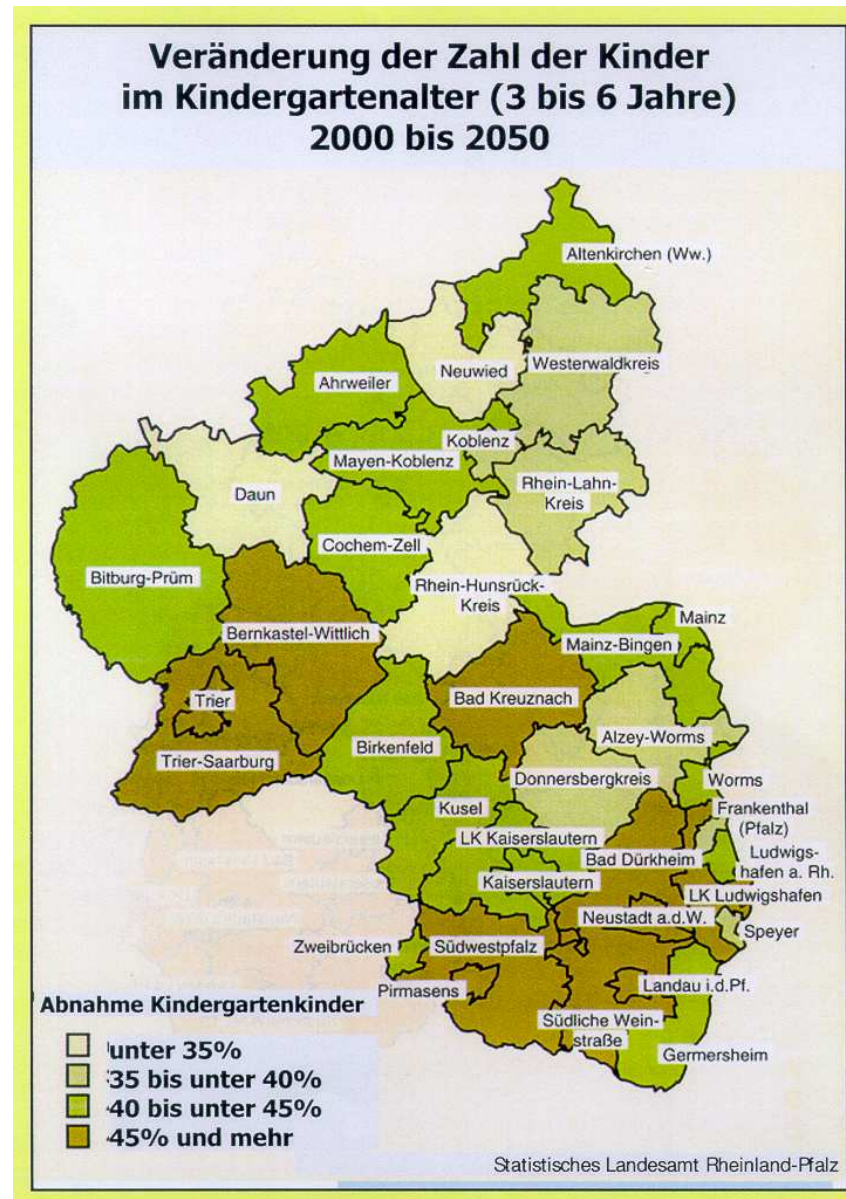 Veränderung der Zahl der Kinder
im Kindergartenalter (3 bis 6 Jahre)
2000 bis 2050
Altenkirchen (Ww.)
Neuwied
Westerwaldkreis
Ahrweiler
Koblenz
Mayen-Koblenz
Rhein-Lahn-
Kreis
Daun
Cochem-Zell
Bitburg-Prüm
Rhein-Hunsrück-
Kreis
Bernkastel-Wittlich
Mainz
Mainz-Bingen
Trier
Bad Kreuznach
Alzey-Worms
Birkenfeld
Trier-Saarburg
Donnersbergkreis
Worms
Kusel
Frankenthal
(Pfalz)
LK Kaiserslautern
Bad Dürkheim
Ludwigs-
hafen a. Rh.
Kaiserslautern
LK Ludwigshafen
Neustadt a.d.W.
Speyer
Zweibrücken
Südwestpfalz
Pirmasens
Landau i.d.Pf.
Südliche Wein-
straße
Germersheim
Abnahme Kindergartenkinder
unter 35%
35 bis unter 40%
40 bis unter 45%
45% und mehr
Statistisches Landesamt Rheinland-Pfalz